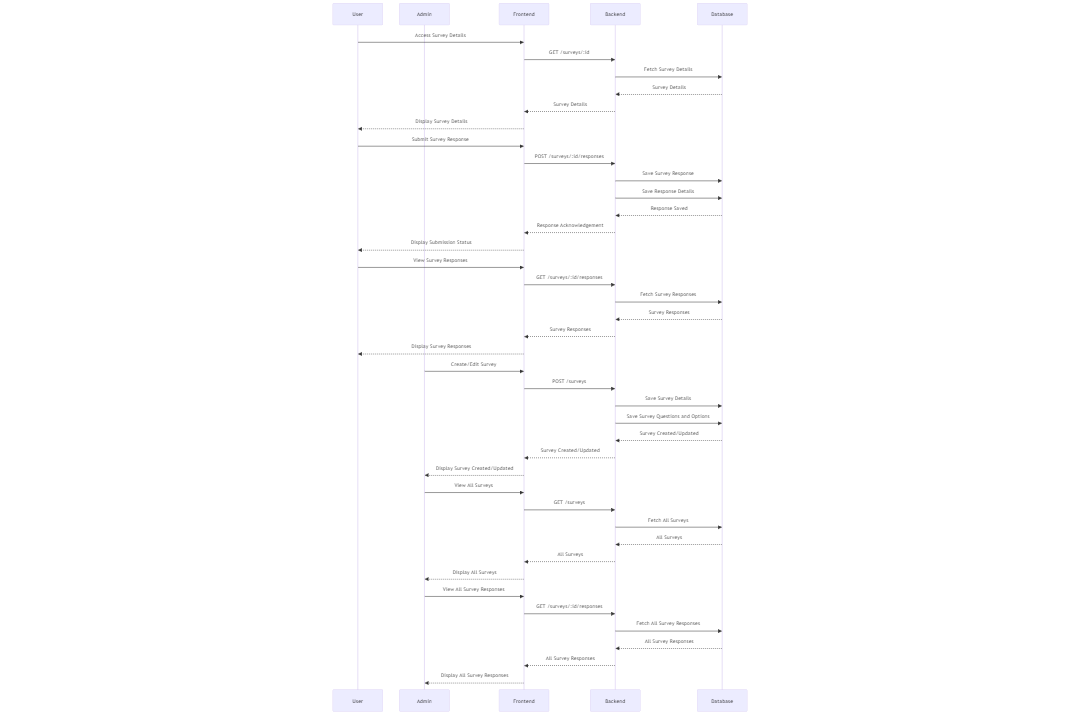 User Admin Frontend Backend Database
Access Survey Details
GET /surveys/:id
Fetch Survey Details
Survey Details
Survey Details
Display Survey Details
Submit Survey Response
POST /surveys/:id/responses
Save Survey Response
Save Response Details
Response Saved
Response Acknowledgement
Display Submission Status
View Survey Responses
GET /surveys/:id/responses
Fetch Survey Responses
Survey Responses
Survey Responses
Display Survey Responses
Create/Edit Survey
POST /surveys
Save Survey Details
Save Survey Questions and Options
Survey Created/Updated
Survey Created/Updated
Display Survey Created/Updated
View All Surveys
GET /surveys
Fetch All Surveys
All Surveys
All Surveys
Display All Surveys
View All Survey Responses
GET /surveys/:id/responses
Fetch All Survey Responses
All Survey Responses
All Survey Responses
Display All Survey Responses
User Admin Frontend Backend Database